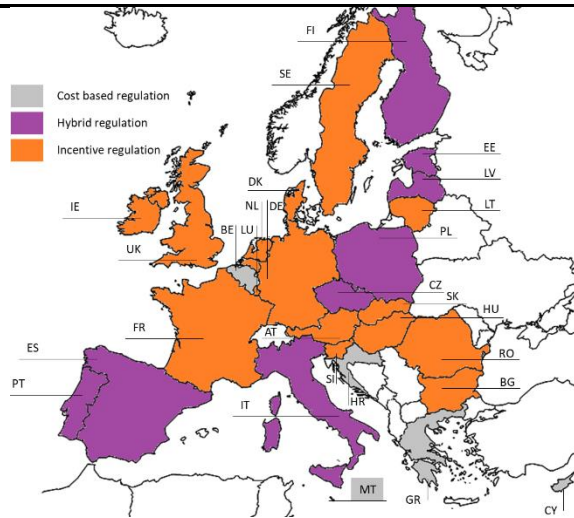 FI
SE
Cost based regulation
Hybrid regulation
Incentive regulation
EE
LV
DK
LT
NL
DE
IE
BE
LU
PL
UK
CZ
SK
HU
FR
AT
ES
RO
SI
PT
HR
BG
IT
MT
GR
CY